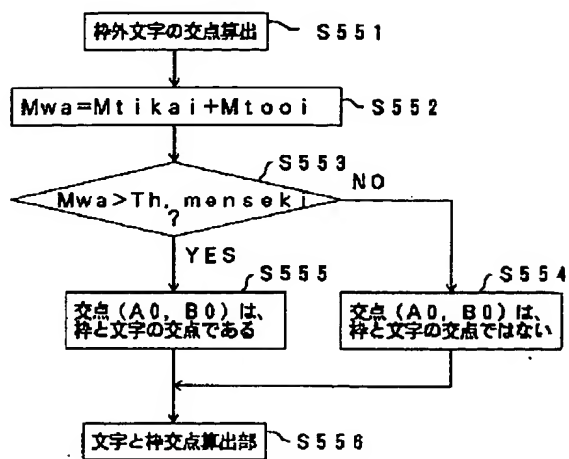 枠外文字の交点算出
S551
Mwa=Mtikai+Mtooi
S552
S553
Mwa>Th, menseki
?
NO
YES
S555
S554
交点(A0, B0)は、
枠と文字の交点である
交点(A0, B0)は、
枠と文字の交点ではない
文字と枠交点算出部
S556